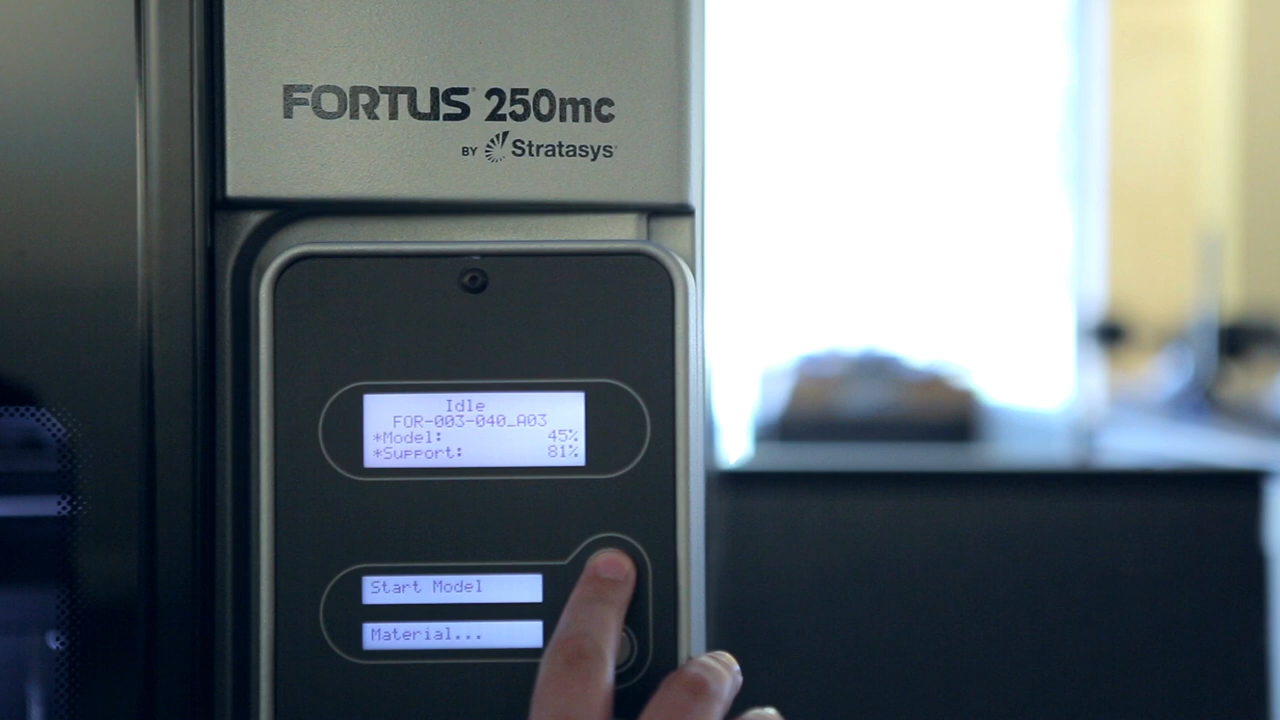 FORTUS 250mc
BY Stratasys
Idle
FOR-003-040_A03
*Model: 45%
*Support: 81%
Start Model
Material...